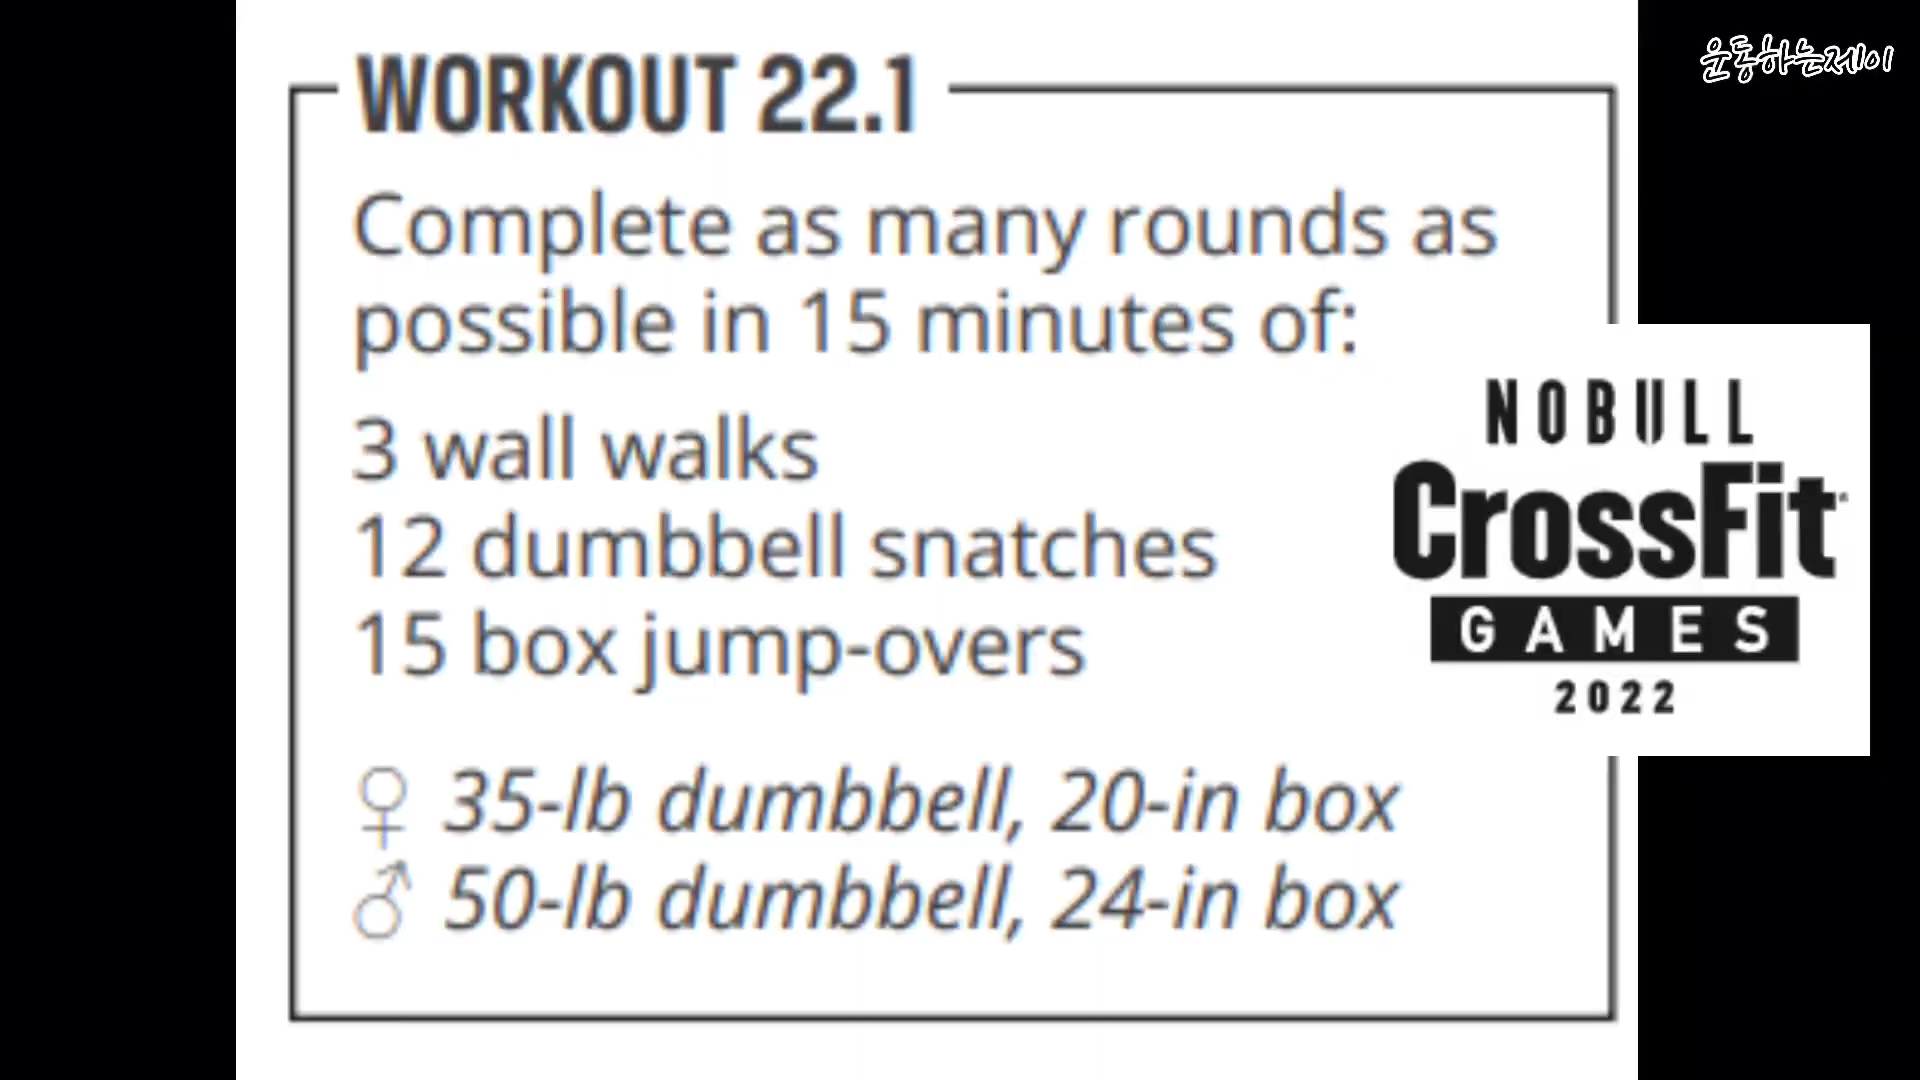 WORKOUT 22.1
Complete as many rounds as
possible in 15 minutes of:
3 wall walks
12 dumbbell snatches
15 box jump-overs
♀ 35-lb dumbbell, 20-in box
♂ 50-lb dumbbell, 24-in box
NOBULL
CrossFit
GAMES
2022
운동하는제이